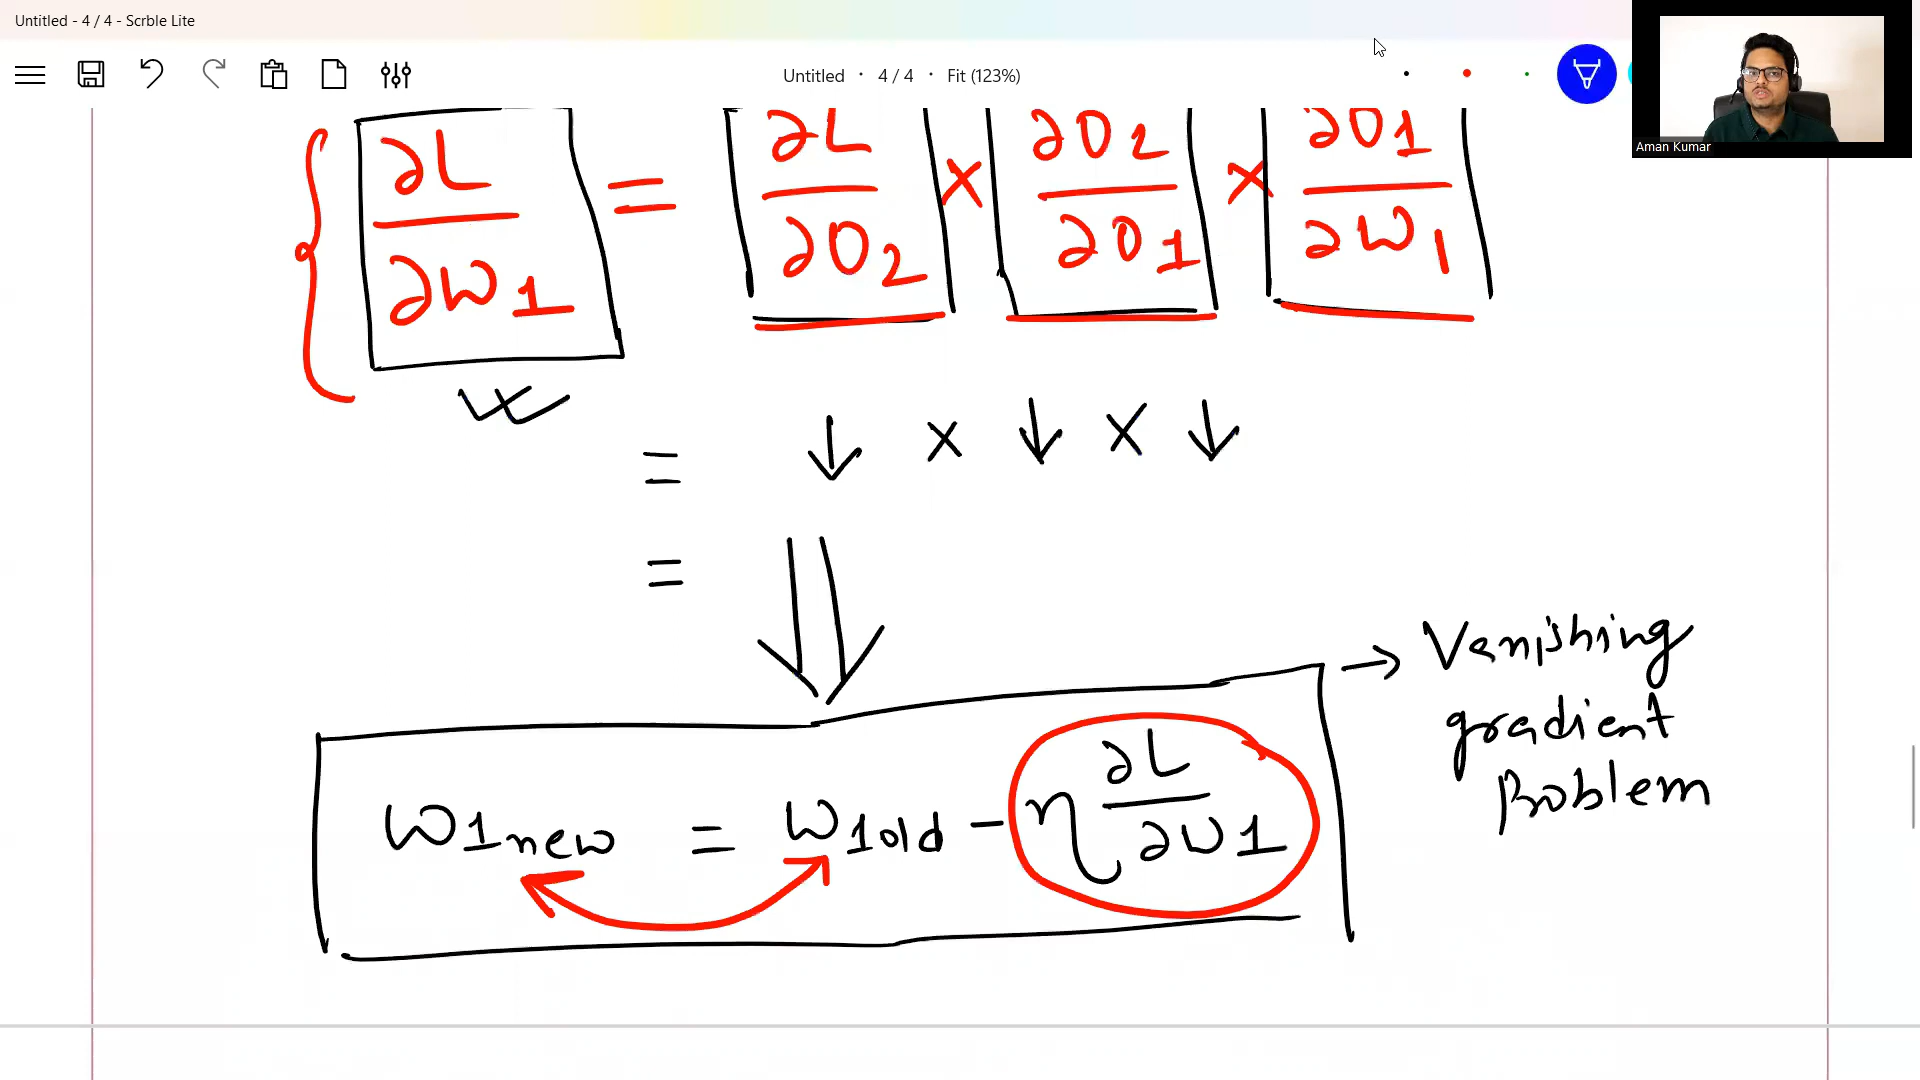 Untitled - 4 / 4 - Scrble Lite
Untitled • 4 / 4 • Fit (123%)
Aman Kumar
∂L/∂W1 = ∂L/∂O2 × ∂O2/∂O1 × ∂O1/∂W1
= ↓ × ↓ × ↓
=
→ Vanishing
gradient
Problem
W1new = W1old - η ∂L/∂W1